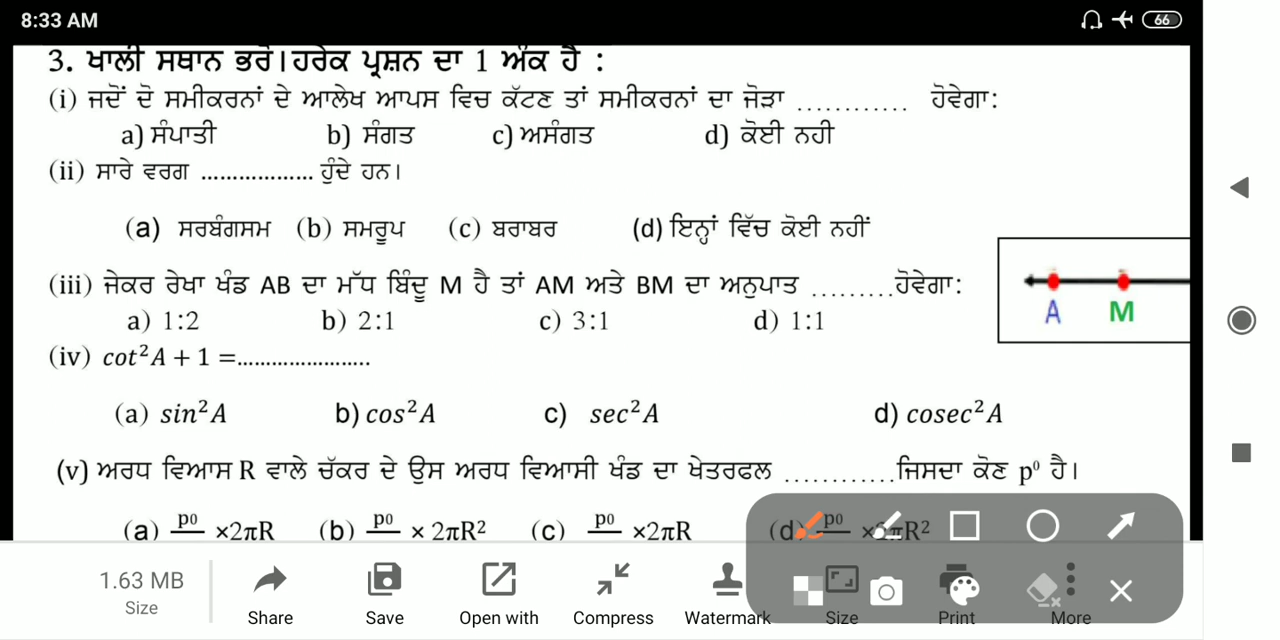 8:33 AM
66
3. ਖਾਲੀ ਸਥਾਨ ਭਰੋ।ਹਰੇਕ ਪ੍ਰਸ਼ਨ ਦਾ 1 ਅੰਕ ਹੈ :
(i) ਜਦੋਂ ਦੋ ਸਮੀਕਰਨਾਂ ਦੇ ਆਲੇਖ ਆਪਸ ਵਿਚ ਕੱਟਣ ਤਾਂ ਸਮੀਕਰਨਾਂ ਦਾ ਜੋੜਾ ............ ਹੋਵੇਗਾ:
a) ਸੰਪਾਤੀ b) ਸੰਗਤ c) ਅਸੰਗਤ d) ਕੋਈ ਨਹੀ
(ii) ਸਾਰੇ ਵਰਗ ................... ਹੁੰਦੇ ਹਨ।
(a) ਸਰਬੰਗਸਮ (b) ਸਮਰੂਪ (c) ਬਰਾਬਰ (d) ਇਨ੍ਹਾਂ ਵਿੱਚ ਕੋਈ ਨਹੀਂ
(iii) ਜੇਕਰ ਰੇਖਾ ਖੰਡ AB ਦਾ ਮੱਧ ਬਿੰਦੂ M ਹੈ ਤਾਂ AM ਅਤੇ BM ਦਾ ਅਨੁਪਾਤ .........ਹੋਵੇਗਾ:
A M
a) 1:2 b) 2:1 c) 3:1 d) 1:1
(iv) cot²A + 1 =.......................
(a) sin²A b) cos²A c) sec²A d) cosec²A
(v) ਅਰਧ ਵਿਆਸ R ਵਾਲੇ ਚੱਕਰ ਦੇ ਉਸ ਅਰਧ ਵਿਆਸੀ ਖੰਡ ਦਾ ਖੇਤਰਫਲ ............ਜਿਸਦਾ ਕੋਣ p⁰ ਹੈ।
(a) p⁰ ×2πR (b) p⁰ × 2πR² (c) p⁰ ×2πR (d) p⁰ ×2πR²
1.63 MB
Size
Share Save Open with Compress Watermark Size Print More